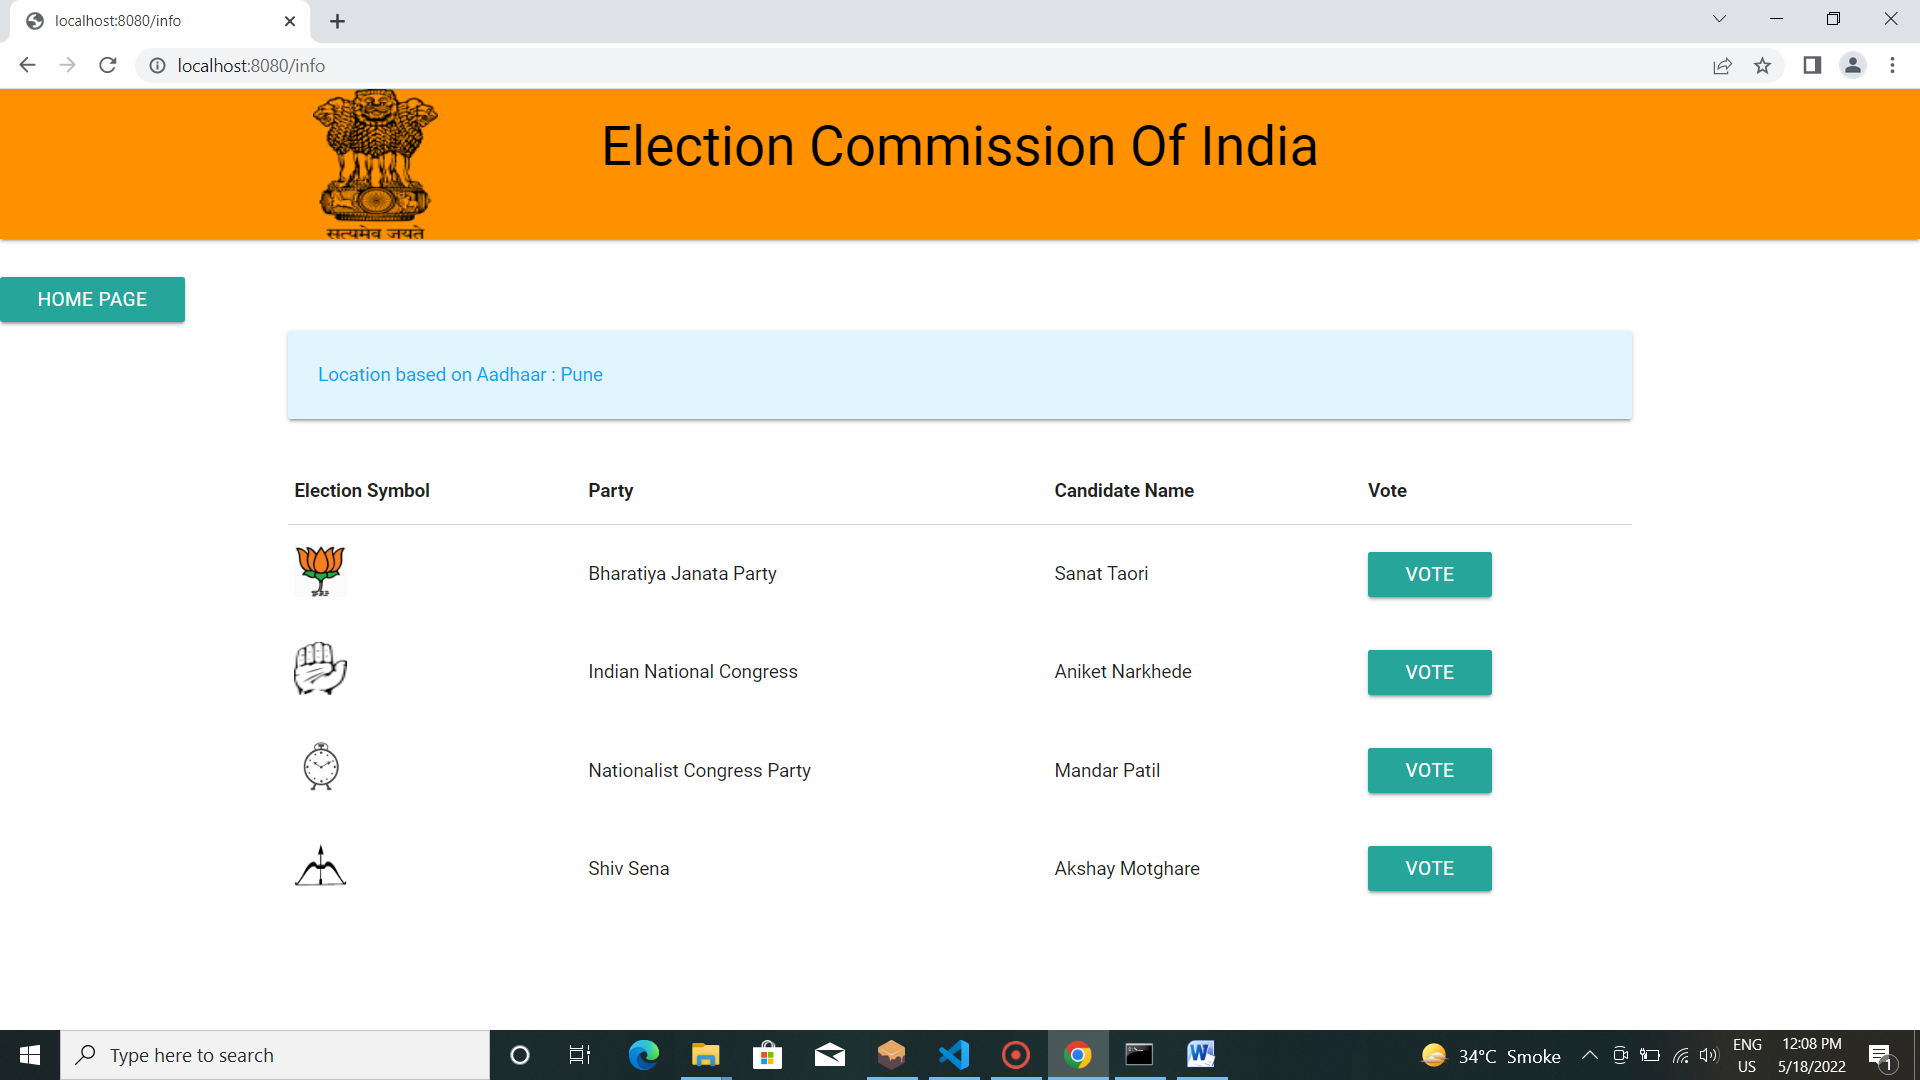 localhost:8080/info
localhost:8080/info
सत्यमेव जयते
Election Commission Of India
HOME PAGE
Location based on Aadhaar : Pune
Election Symbol Party Candidate Name Vote
Bharatiya Janata Party Sanat Taori VOTE
Indian National Congress Aniket Narkhede VOTE
Nationalist Congress Party Mandar Patil VOTE
Shiv Sena Akshay Motghare VOTE
Type here to search
34°C Smoke
ENG
US
12:08 PM
5/18/2022
1